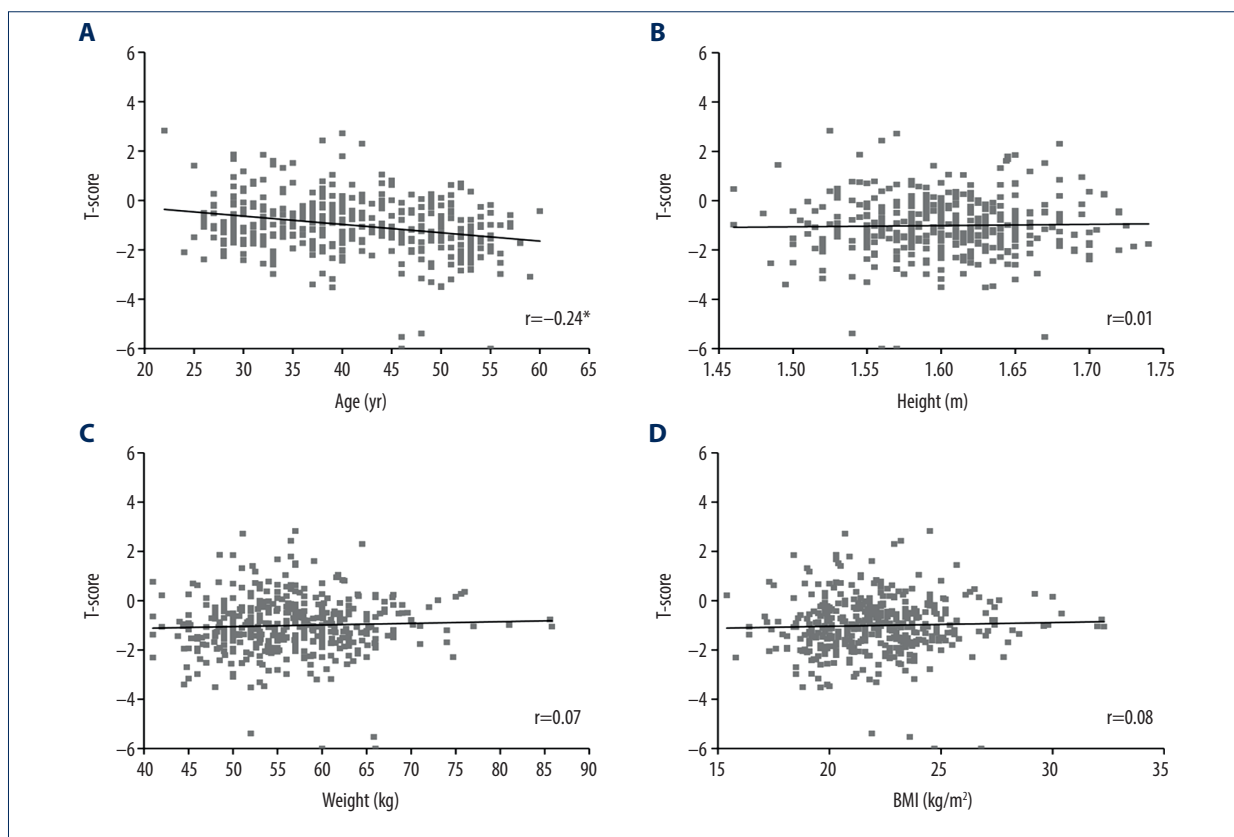 A
6
4
2
0
−2
−4
−6
T-score
r=−0.24*
20 25 30 35 40 45 50 55 60 65
Age (yr)
B
6
4
2
0
−2
−4
−6
T-score
r=0.01
1.45 1.50 1.55 1.60 1.65 1.70 1.75
Height (m)
C
6
4
2
0
−2
−4
−6
T-score
r=0.07
40 45 50 55 60 65 70 75 80 85 90
Weight (kg)
D
6
4
2
0
−2
−4
−6
T-score
r=0.08
15 20 25 30 35
BMI (kg/m²)